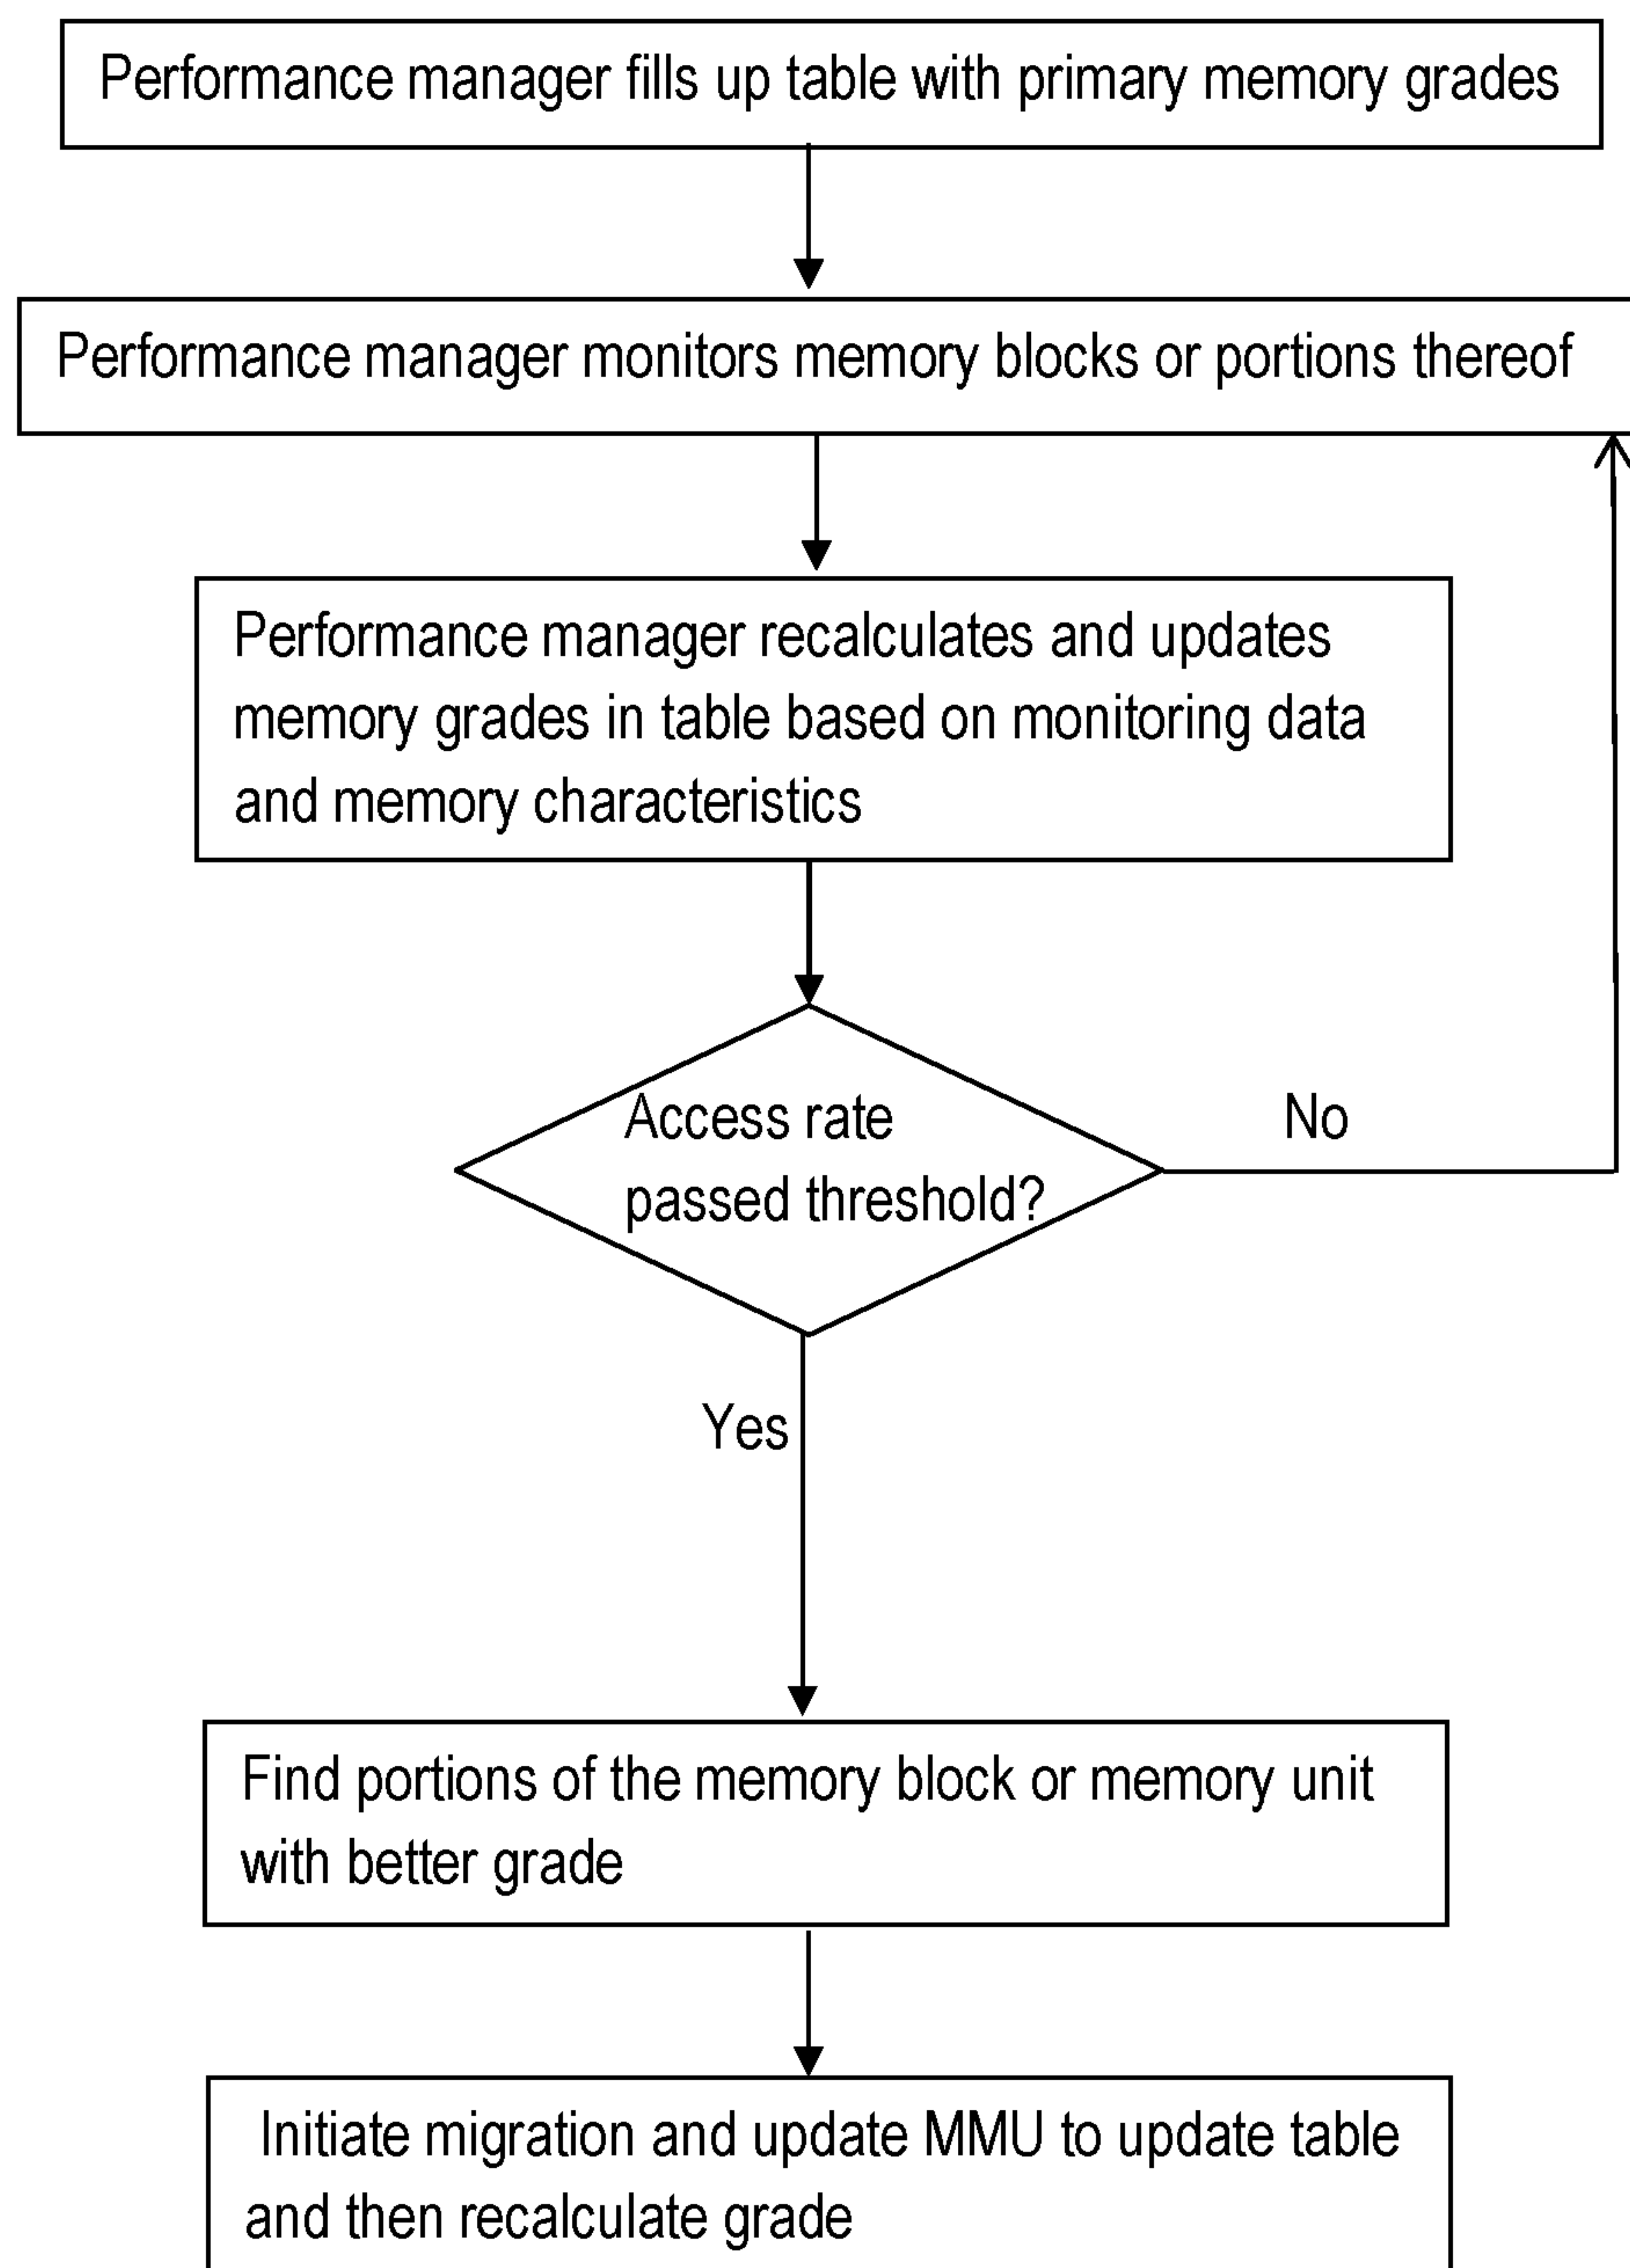 Performance manager fills up table with primary memory grades
Performance manager monitors memory blocks or portions thereof
Performance manager recalculates and updates
memory grades in table based on monitoring data
and memory characteristics
Access rate
passed threshold?
No
Yes
Find portions of the memory block or memory unit
with better grade
Initiate migration and update MMU to update table
and then recalculate grade